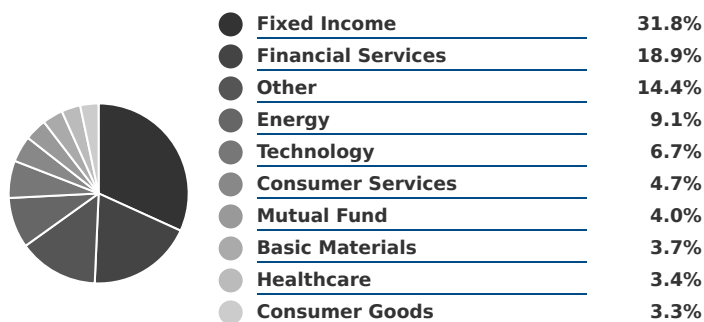 Fixed Income 31.8%
Financial Services 18.9%
Other 14.4%
Energy 9.1%
Technology 6.7%
Consumer Services 4.7%
Mutual Fund 4.0%
Basic Materials 3.7%
Healthcare 3.4%
Consumer Goods 3.3%